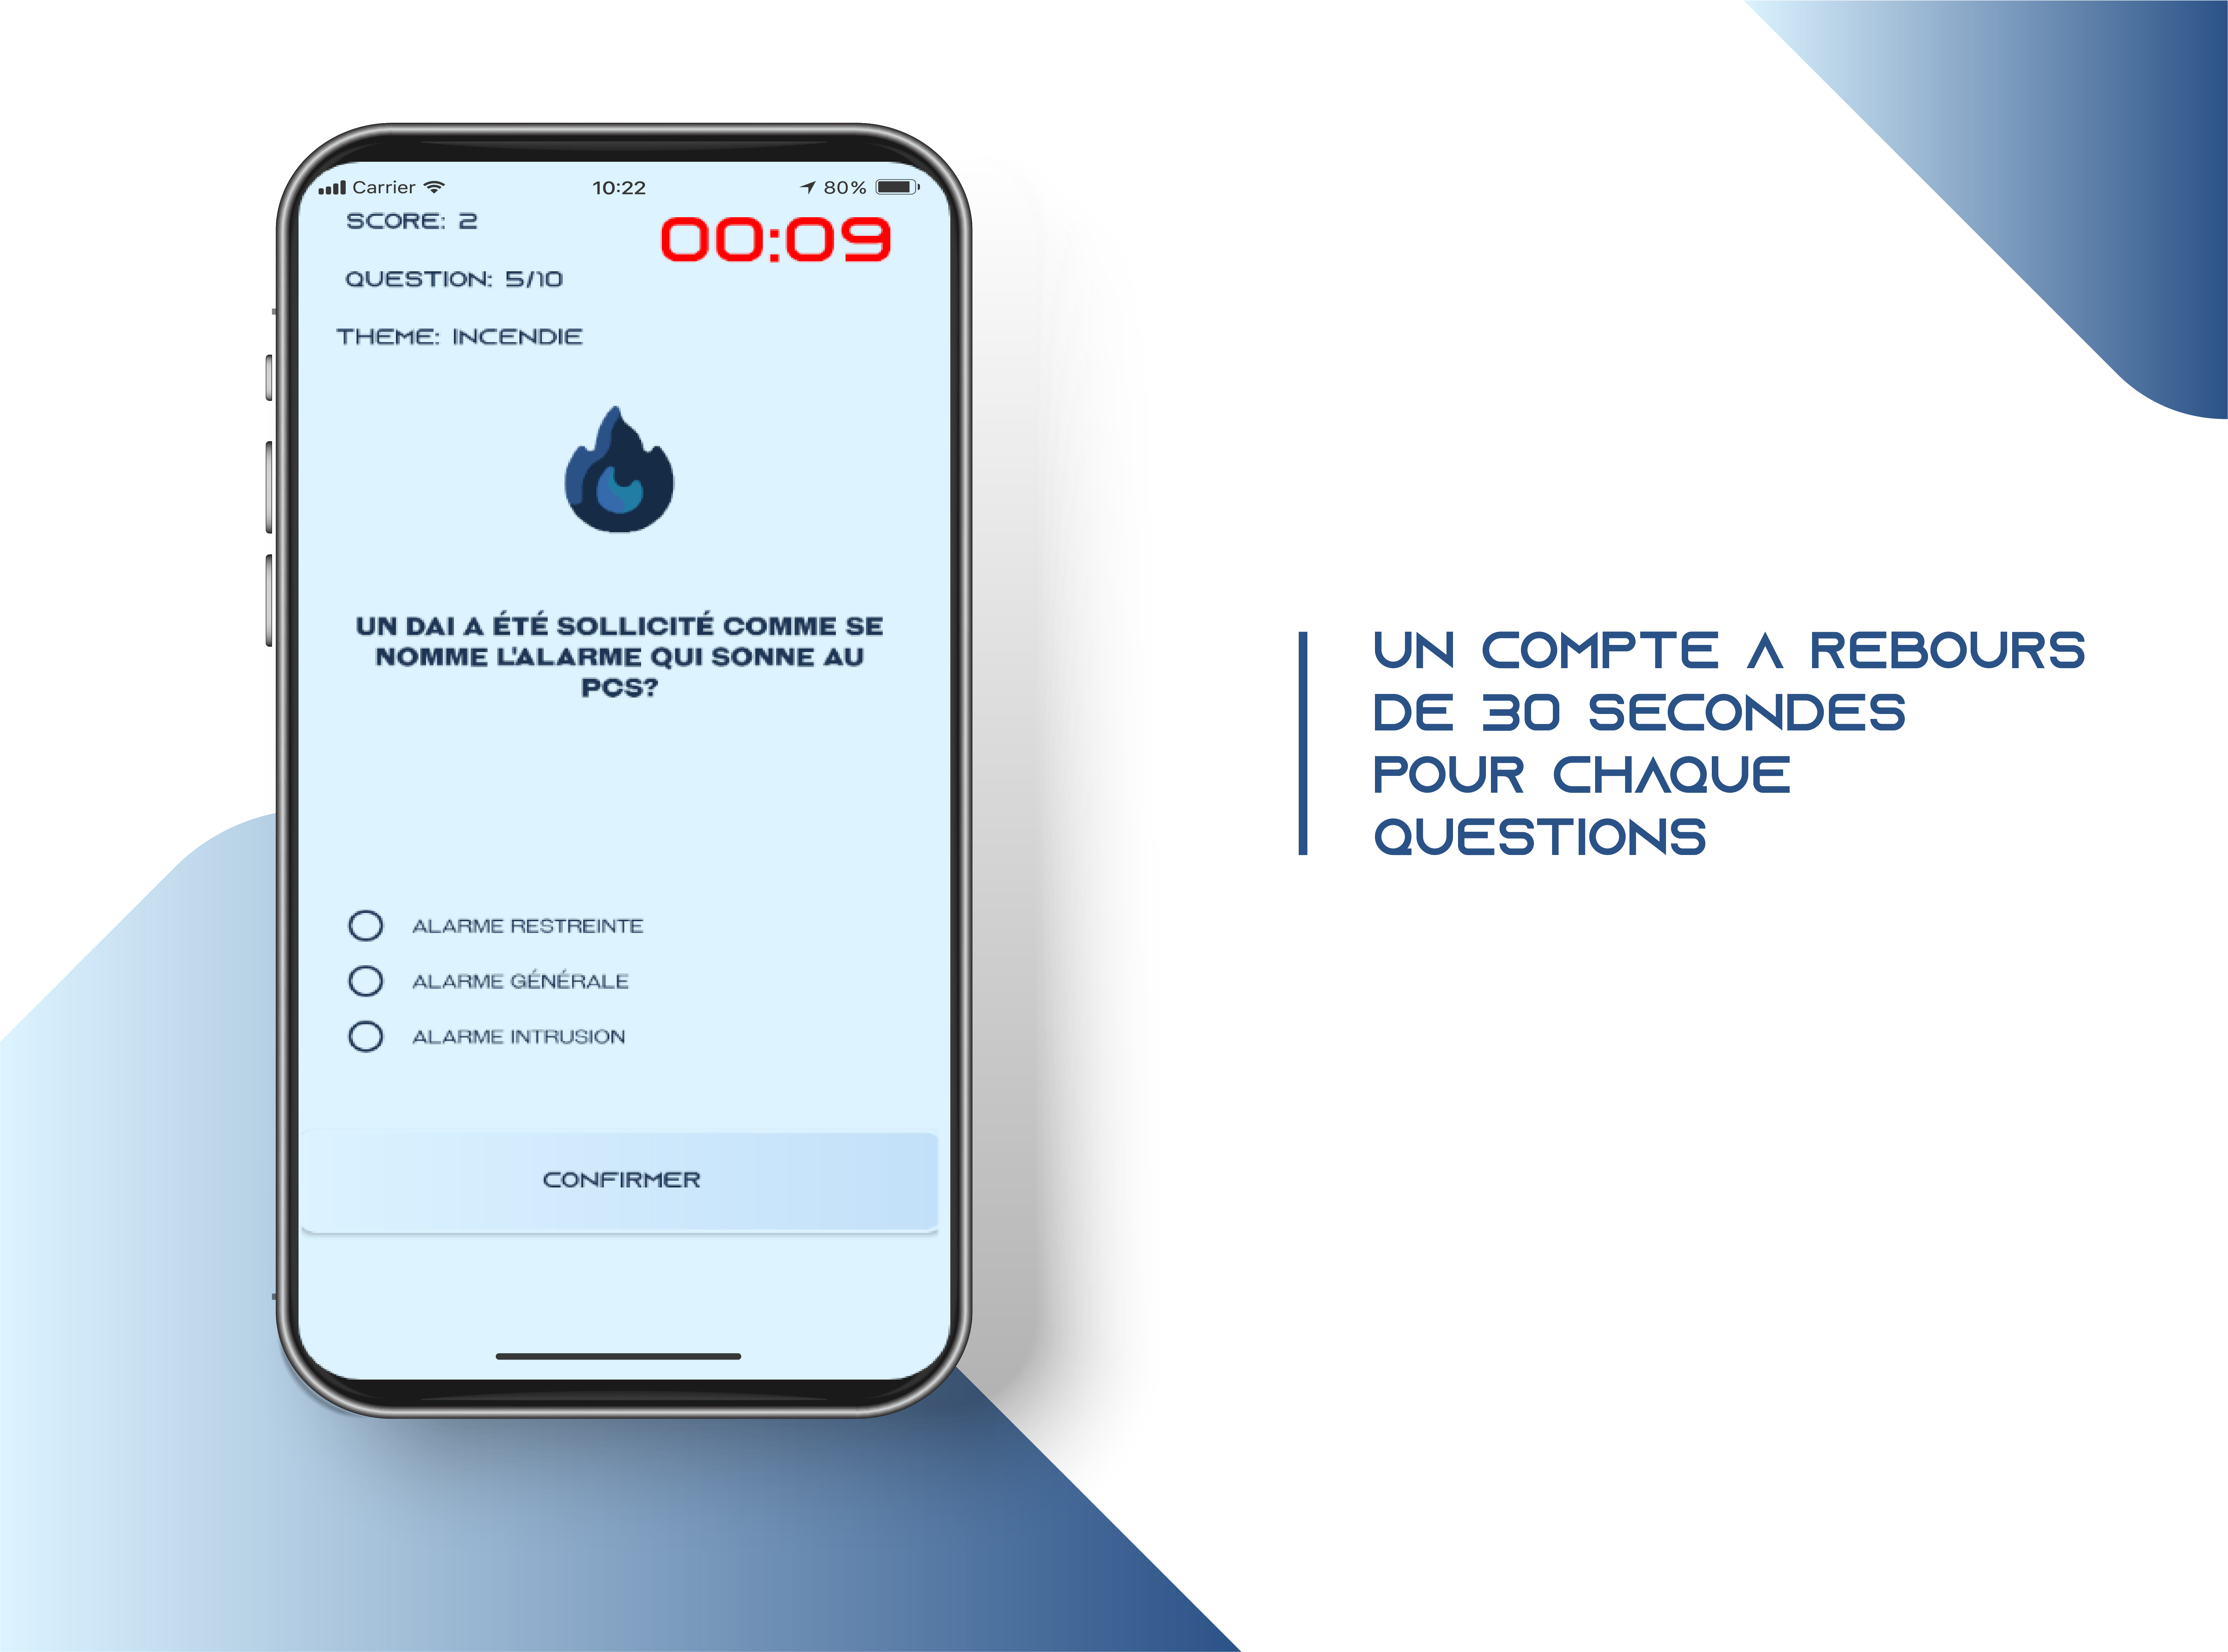 Carrier 10:22 80%
SCORE: 2
00:09
QUESTION: 5/10
THEME: INCENDIE
UN DAI A ÉTÉ SOLLICITÉ COMME SE
NOMME L'ALARME QUI SONNE AU
PCS?
ALARME RESTREINTE
ALARME GÉNÉRALE
ALARME INTRUSION
CONFIRMER
UN COMPTE A REBOURS
DE 30 SECONDES
POUR CHAQUE
QUESTIONS